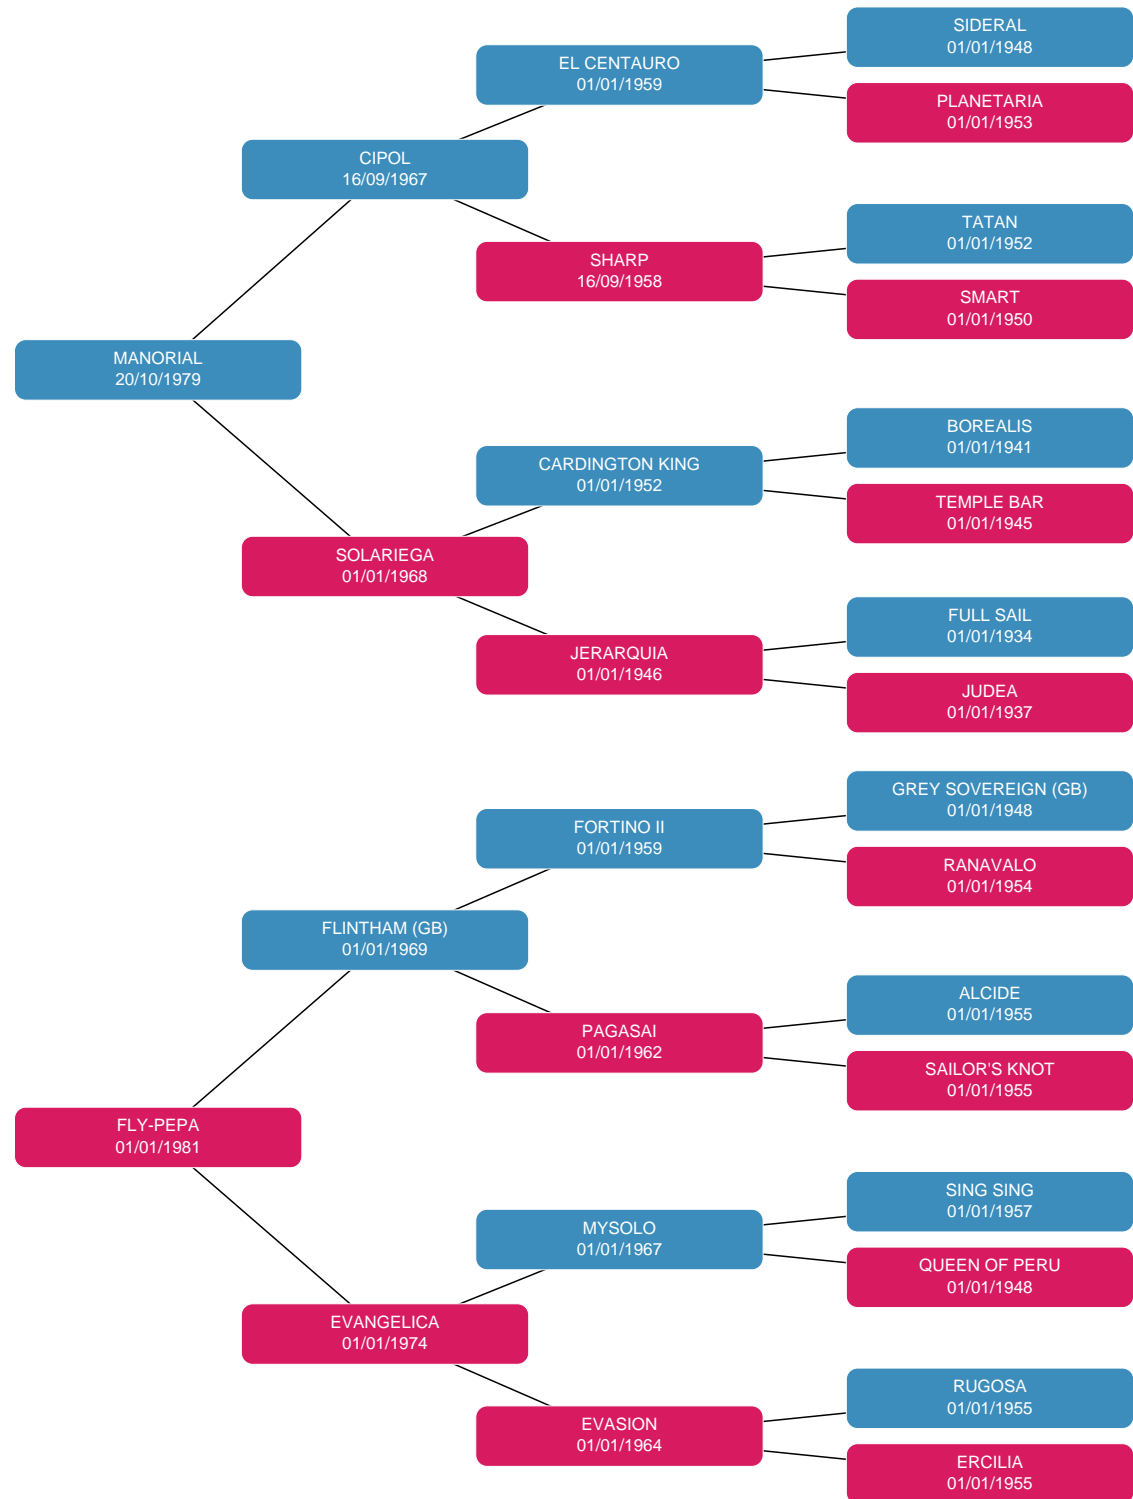 SIDERAL
01/01/1948
EL CENTAURO
01/01/1959
PLANETARIA
01/01/1953
CIPOL
16/09/1967
TATAN
01/01/1952
SHARP
16/09/1958
SMART
01/01/1950
MANORIAL
20/10/1979
BOREALIS
01/01/1941
CARDINGTON KING
01/01/1952
TEMPLE BAR
01/01/1945
SOLARIEGA
01/01/1968
FULL SAIL
01/01/1934
JERARQUIA
01/01/1946
JUDEA
01/01/1937
GREY SOVEREIGN (GB)
01/01/1948
FORTINO II
01/01/1959
RANAVALO
01/01/1954
FLINTHAM (GB)
01/01/1969
ALCIDE
01/01/1955
PAGASAI
01/01/1962
SAILOR'S KNOT
01/01/1955
FLY-PEPA
01/01/1981
SING SING
01/01/1957
MYSOLO
01/01/1967
QUEEN OF PERU
01/01/1948
EVANGELICA
01/01/1974
RUGOSA
01/01/1955
EVASION
01/01/1964
ERCILIA
01/01/1955